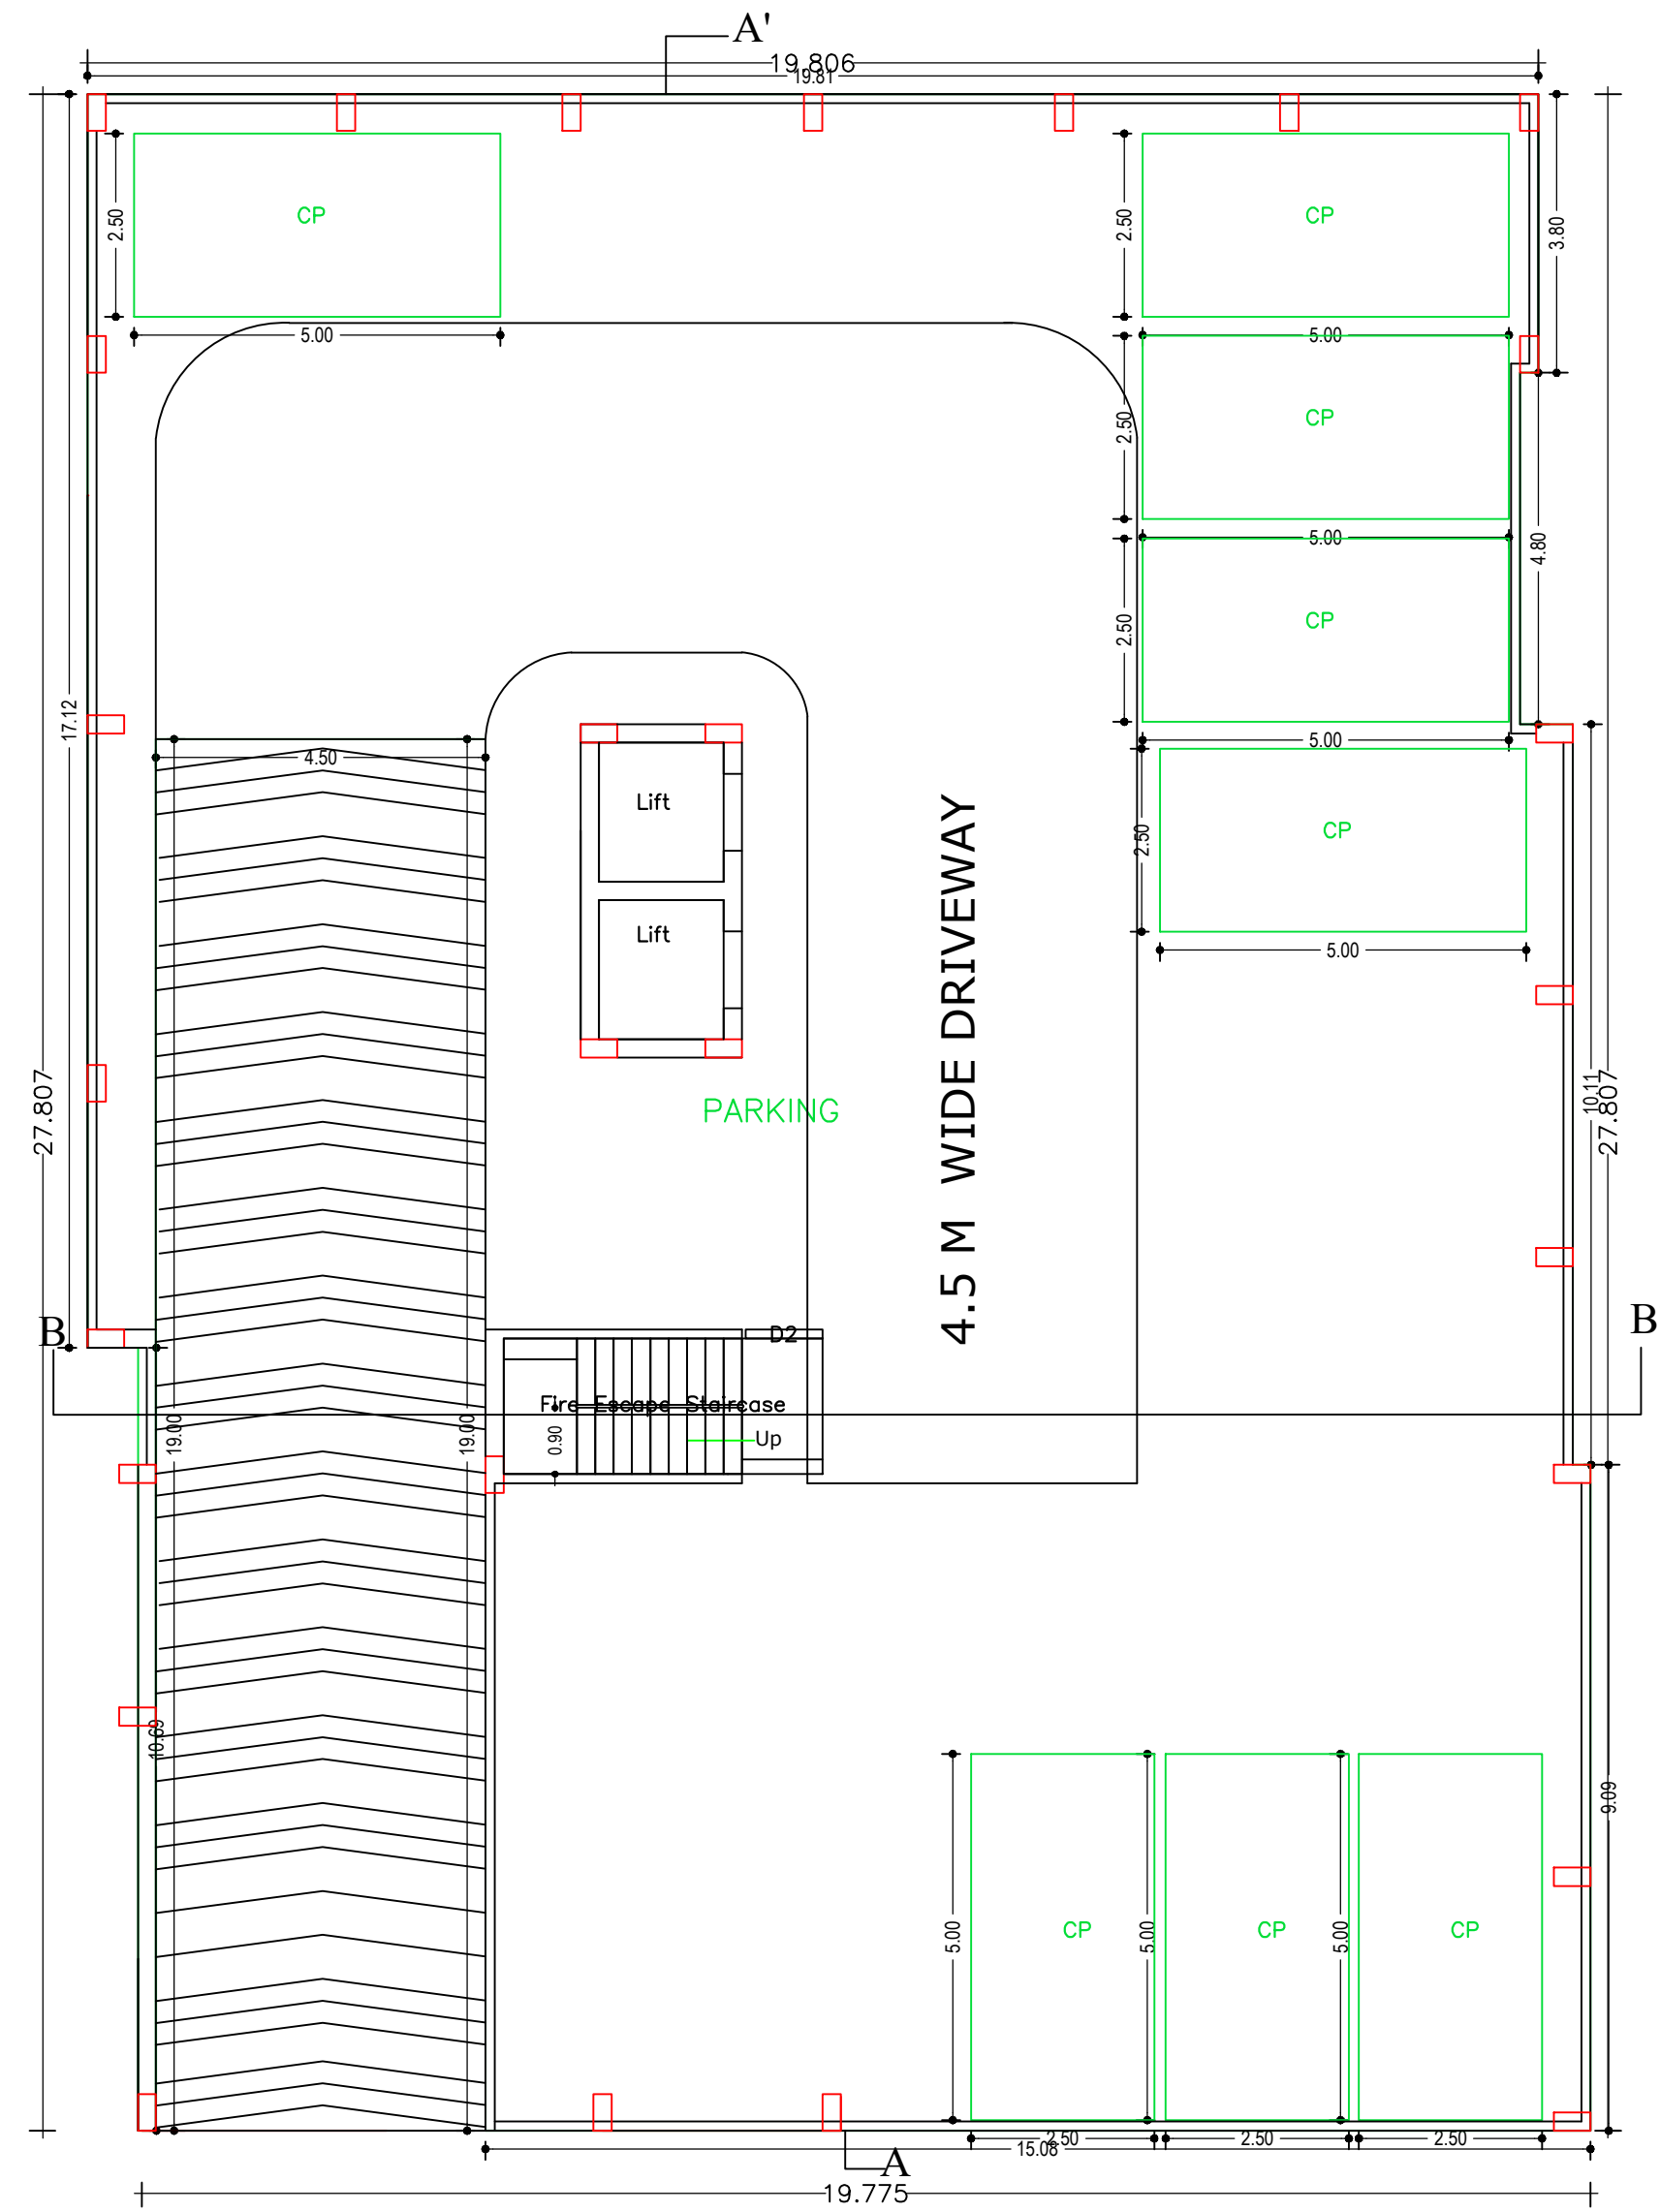 A'
19.806
19.81
CP
CP
2.50
2.50
3.80
5.00
5.00
CP
2.50
5.00
4.80
CP
2.50
17.12
4.50
5.00
Lift
CP
2.50
Lift
5.00
4.5 M WIDE DRIVEWAY
PARKING
27.807
10.11
27.807
B
B
D2
Fire Escape Staircase
0.90
Up
19.00
19.00
10.69
9.09
5.00
CP
5.00
CP
5.00
CP
2.50
2.50
2.50
15.08
A
19.775